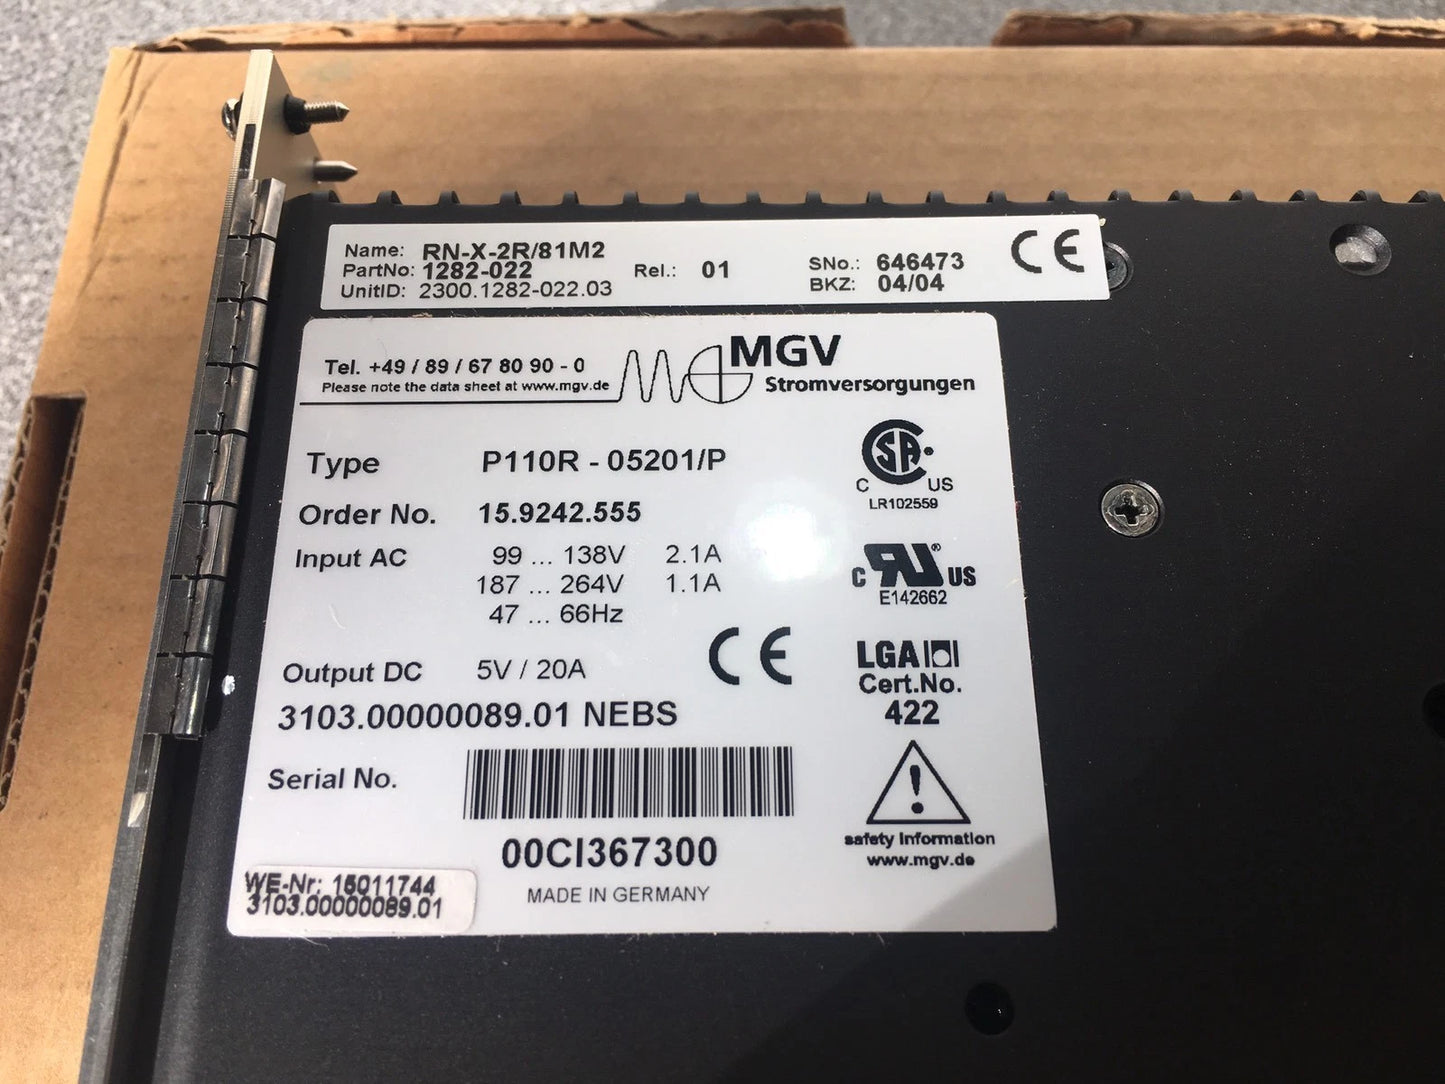 Name: RN-X-2R/81M2
PartNo: 1282-022 Rel.: 01 SNo.: 646473 CE
UnitID: 2300.1282-022.03 BKZ: 04/04
Tel. +49 / 89 / 67 80 90 - 0 MGV
Please note the data sheet at www.mgv.de Stromversorgungen
Type P110R - 05201/P
C SA US
LR102559
Order No. 15.9242.555
Input AC 99 ... 138V 2.1A
187 ... 264V 1.1A
47 ... 66Hz
C RU ® US
E142662
Output DC 5V / 20A CE
LGA
Cert.No.
422
3103.00000089.01 NEBS
Serial No.
00CI367300
MADE IN GERMANY
!
safety Information
www.mgv.de
WE-Nr: 15011744
3103.00000089.01